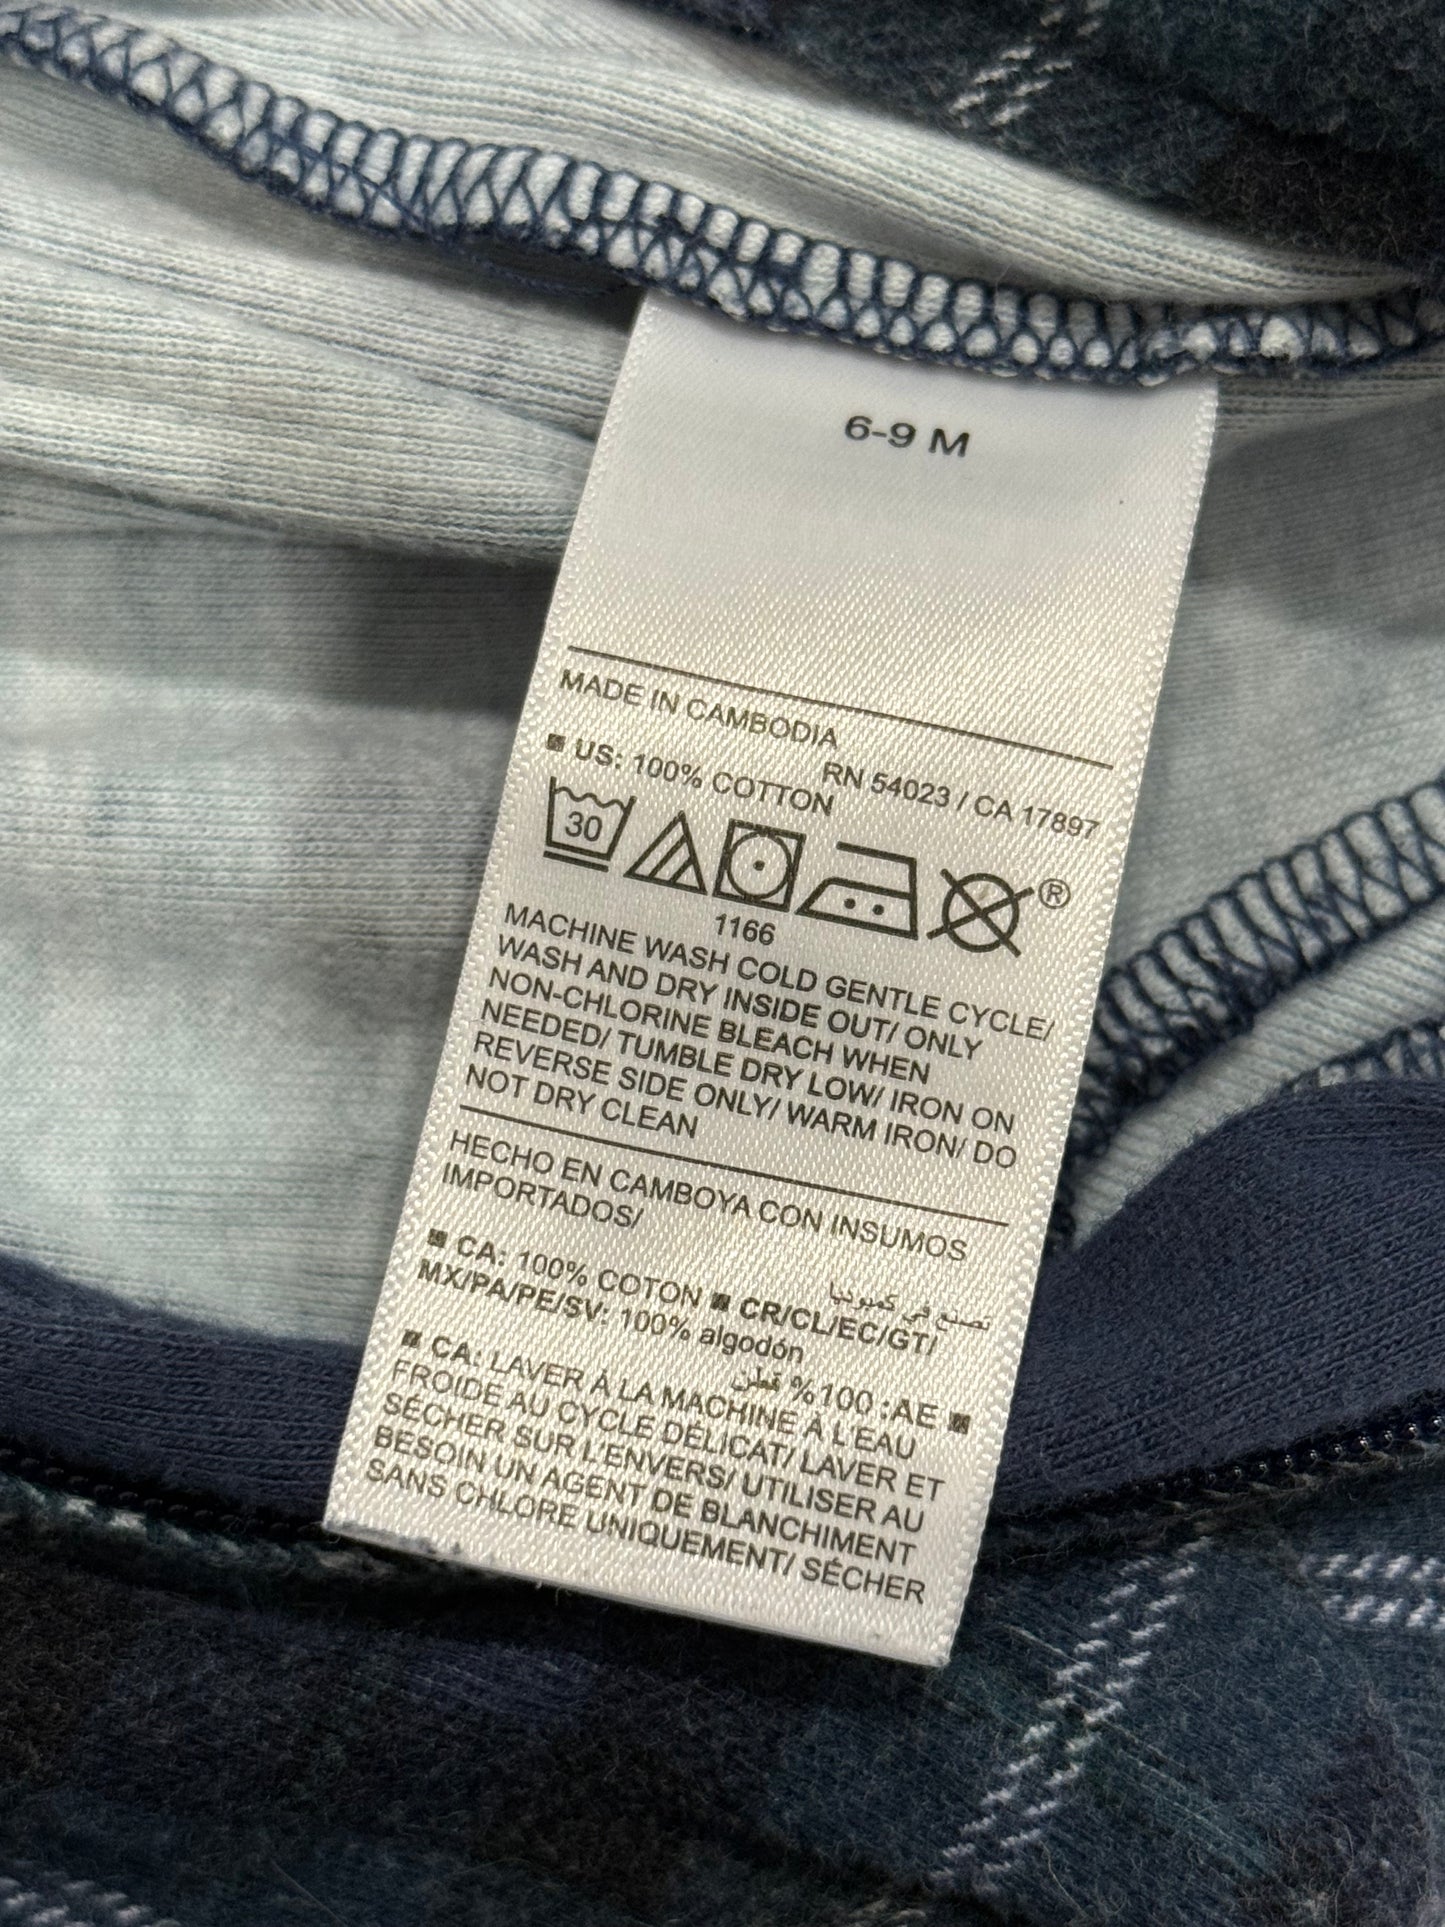 6-9 M
MADE IN CAMBODIA
RN 54023 / CA 17897
US: 100% COTTON
30
®
1166
MACHINE WASH COLD GENTLE CYCLE/
WASH AND DRY INSIDE OUT/ ONLY
NON-CHLORINE BLEACH WHEN
NEEDED/ TUMBLE DRY LOW/ IRON ON
REVERSE SIDE ONLY/ WARM IRON/ DO
NOT DRY CLEAN
HECHO EN CAMBOYA CON INSUMOS
IMPORTADOS/
تصنع في كمبوديا
CA: 100% COTON ■ CR/CL/EC/GT/
MX/PA/PE/SV: 100% algodón
AE: 100% قطن
CA: LAVER À LA MACHINE À L'EAU
FROIDE AU CYCLE DÉLICAT/ LAVER ET
SÉCHER SUR L'ENVERS/ UTILISER AU
BESOIN UN AGENT DE BLANCHIMENT
SANS CHLORE UNIQUEMENT/ SÉCHER